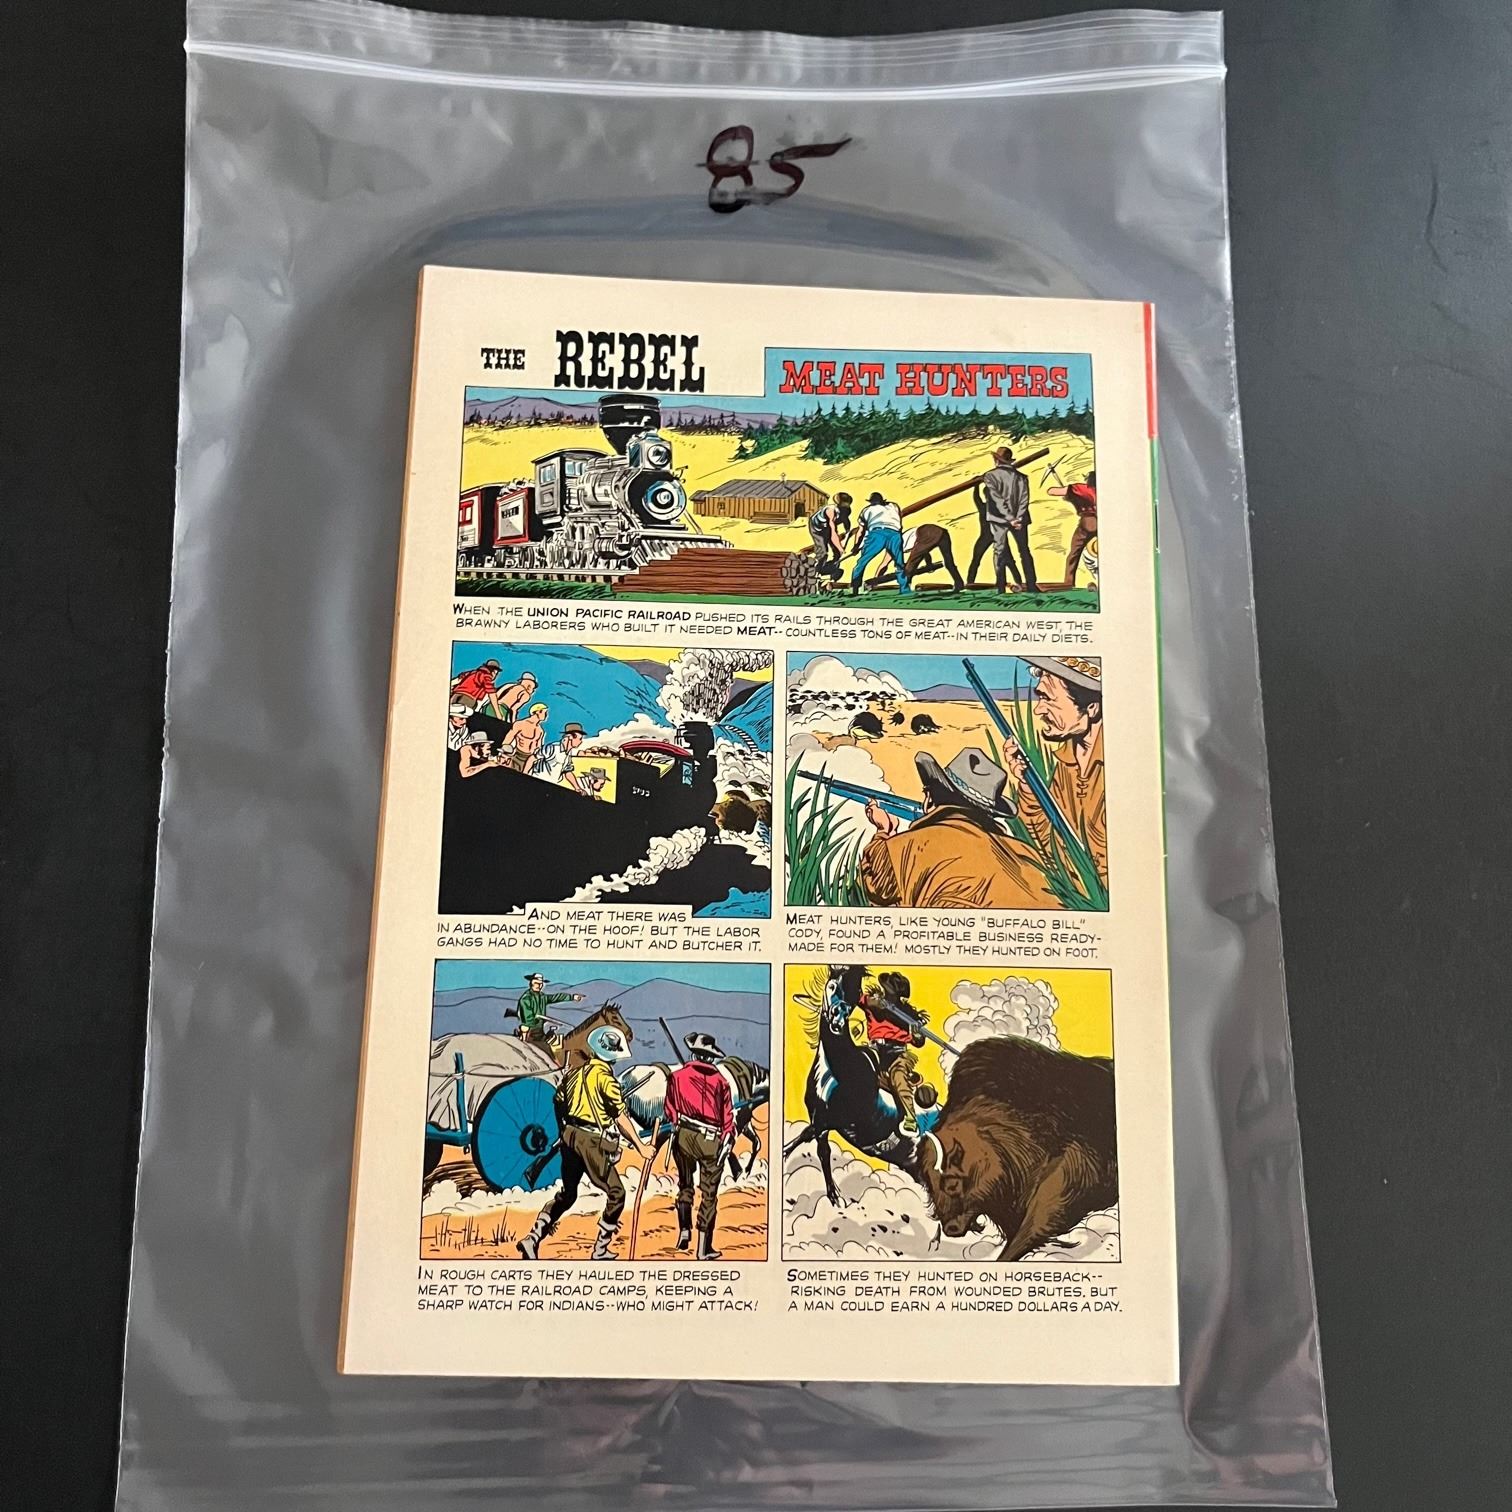 85
THE REBEL
MEAT HUNTERS
WHEN THE UNION PACIFIC RAILROAD PUSHED ITS RAILS THROUGH THE GREAT AMERICAN WEST, THE
BRAWNY LABORERS WHO BUILT IT NEEDED MEAT--COUNTLESS TONS OF MEAT--IN THEIR DAILY DIETS.
AND MEAT THERE WAS
IN ABUNDANCE--ON THE HOOF! BUT THE LABOR
GANGS HAD NO TIME TO HUNT AND BUTCHER IT.
MEAT HUNTERS, LIKE YOUNG "BUFFALO BILL"
CODY, FOUND A PROFITABLE BUSINESS READY-
MADE FOR THEM! MOSTLY THEY HUNTED ON FOOT.
IN ROUGH CARTS THEY HAULED THE DRESSED
MEAT TO THE RAILROAD CAMPS, KEEPING A
SHARP WATCH FOR INDIANS--WHO MIGHT ATTACK!
SOMETIMES THEY HUNTED ON HORSEBACK--
RISKING DEATH FROM WOUNDED BRUTES. BUT
A MAN COULD EARN A HUNDRED DOLLARS A DAY.